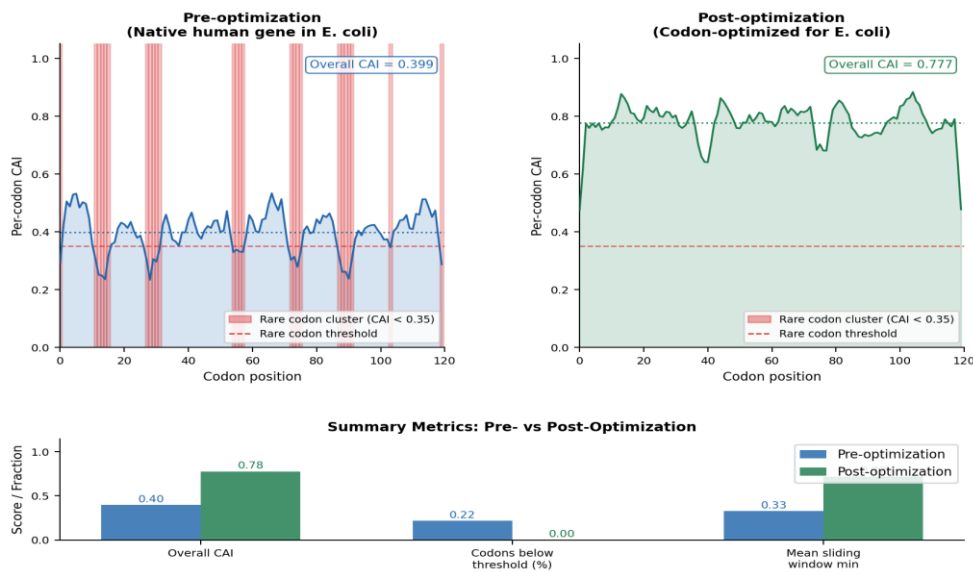 Pre-optimization
(Native human gene in E. coli)
Overall CAI = 0.399
Per-codon CAI
1.0
0.8
0.6
0.4
0.2
0.0
0 20 40 60 80 100 120
Codon position
Rare codon cluster (CAI < 0.35)
Rare codon threshold
Post-optimization
(Codon-optimized for E. coli)
Overall CAI = 0.777
Per-codon CAI
1.0
0.8
0.6
0.4
0.2
0.0
0 20 40 60 80 100 120
Codon position
Rare codon cluster (CAI < 0.35)
Rare codon threshold
Summary Metrics: Pre- vs Post-Optimization
Score / Fraction
1.0
0.5
0.0
0.40
0.78
0.22
0.00
0.33
Pre-optimization
Post-optimization
Overall CAI
Codons below
threshold (%)
Mean sliding
window min